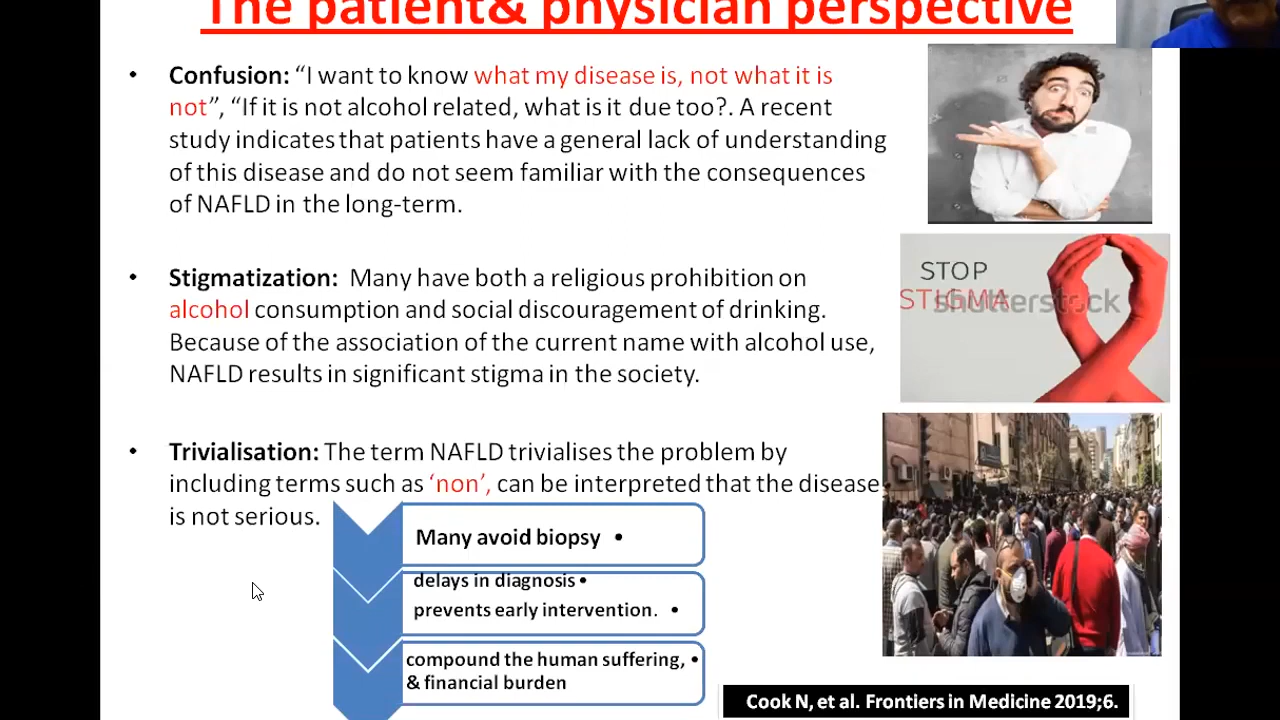 The patient& physician perspective
• Confusion: “I want to know what my disease is, not what it is
not”, “If it is not alcohol related, what is it due too?. A recent
study indicates that patients have a general lack of understanding
of this disease and do not seem familiar with the consequences
of NAFLD in the long-term.
• Stigmatization: Many have both a religious prohibition on
alcohol consumption and social discouragement of drinking.
Because of the association of the current name with alcohol use,
NAFLD results in significant stigma in the society.
STOP
STIGMA
shutterstock
• Trivialisation: The term NAFLD trivialises the problem by
including terms such as ‘non’, can be interpreted that the disease
is not serious.
Many avoid biopsy •
delays in diagnosis •
prevents early intervention. •
compound the human suffering, •
& financial burden
Cook N, et al. Frontiers in Medicine 2019;6.